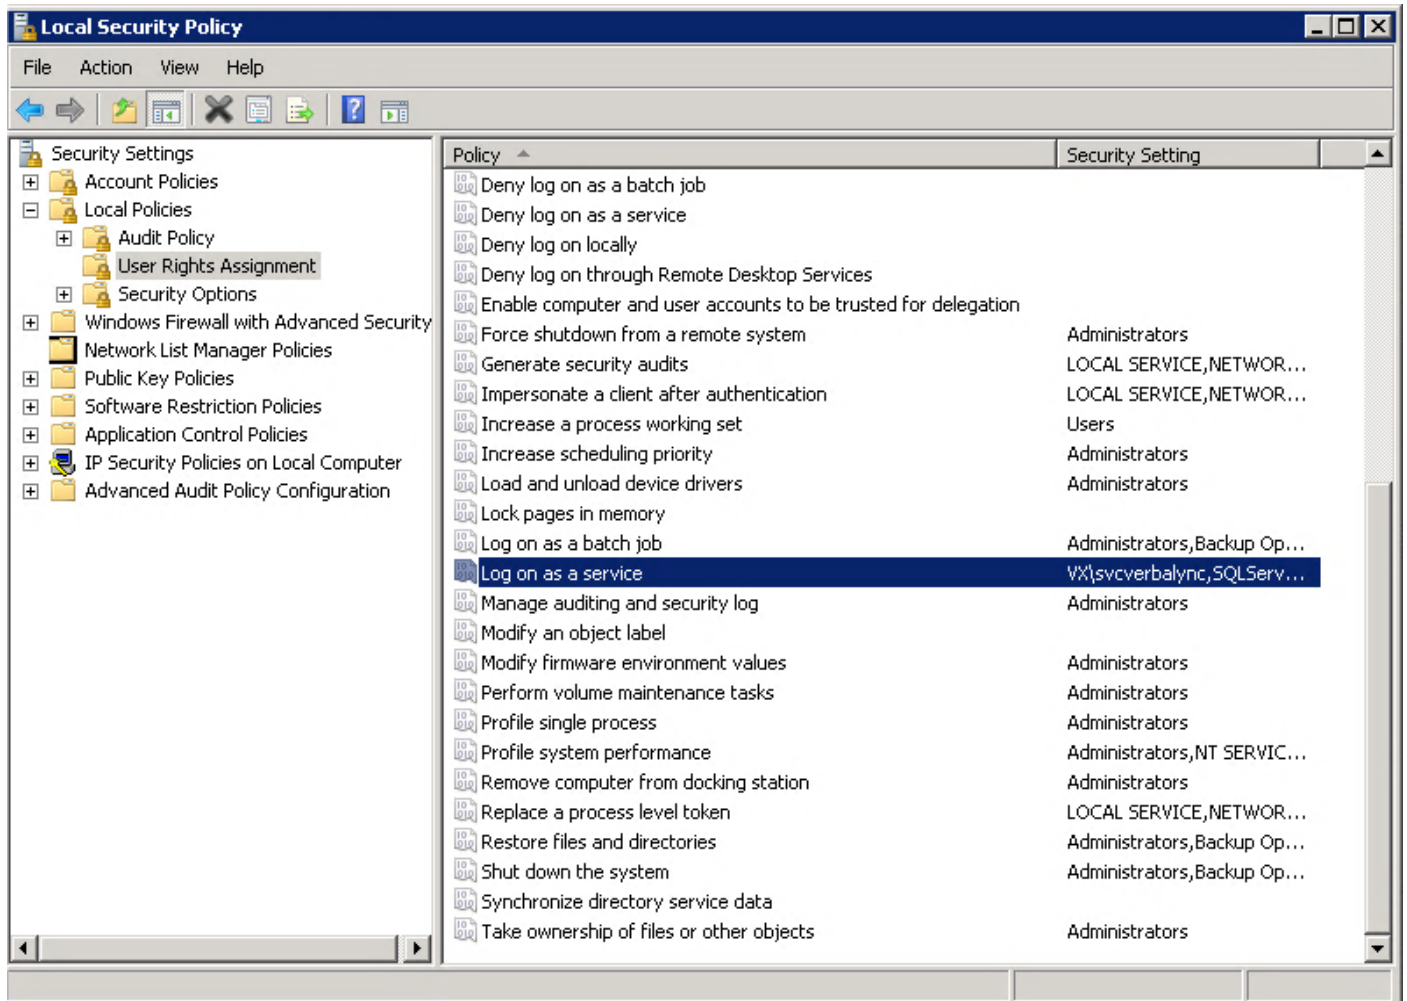 Local Security Policy
File Action View Help
Security Settings
Account Policies
Local Policies
Audit Policy
User Rights Assignment
Security Options
Windows Firewall with Advanced Security
Network List Manager Policies
Public Key Policies
Software Restriction Policies
Application Control Policies
IP Security Policies on Local Computer
Advanced Audit Policy Configuration
Policy Security Setting
Deny log on as a batch job
Deny log on as a service
Deny log on locally
Deny log on through Remote Desktop Services
Enable computer and user accounts to be trusted for delegation
Force shutdown from a remote system Administrators
Generate security audits LOCAL SERVICE,NETWOR...
Impersonate a client after authentication LOCAL SERVICE,NETWOR...
Increase a process working set Users
Increase scheduling priority Administrators
Load and unload device drivers Administrators
Lock pages in memory
Log on as a batch job Administrators,Backup Op...
Log on as a service VX\svcverbalync,SQLServ...
Manage auditing and security log Administrators
Modify an object label
Modify firmware environment values Administrators
Perform volume maintenance tasks Administrators
Profile single process Administrators
Profile system performance Administrators,NT SERVIC...
Remove computer from docking station Administrators
Replace a process level token LOCAL SERVICE,NETWOR...
Restore files and directories Administrators,Backup Op...
Shut down the system Administrators,Backup Op...
Synchronize directory service data
Take ownership of files or other objects Administrators